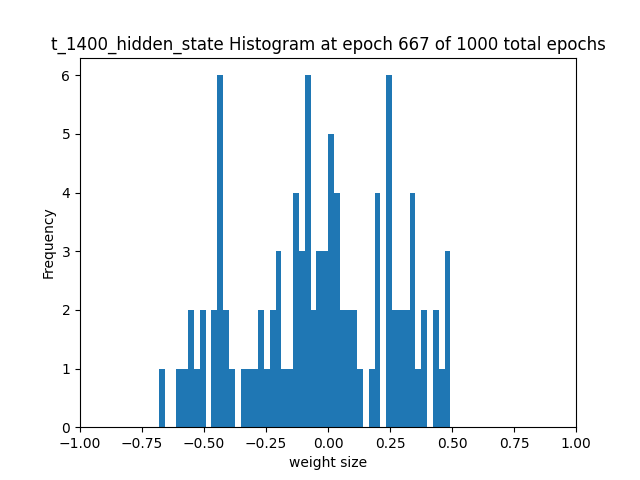 t_1400_hidden_state Histogram at epoch 667 of 1000 total epochs
Frequency
6
5
4
3
2
1
0
−1.00 −0.75 −0.50 −0.25 0.00 0.25 0.50 0.75 1.00
weight size